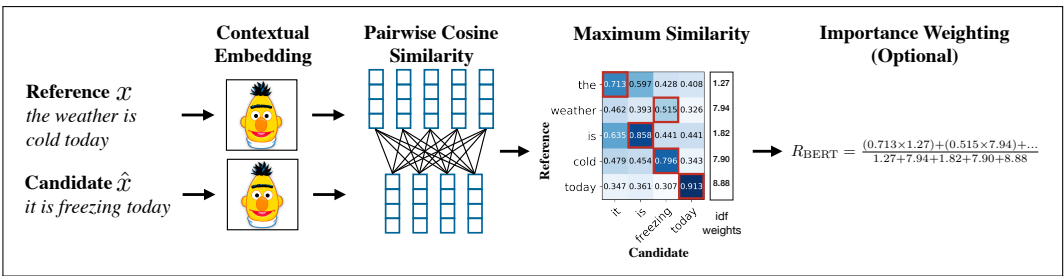 Contextual
Embedding
Pairwise Cosine
Similarity
Maximum Similarity
Importance Weighting
(Optional)
Reference x
the weather is
cold today
Candidate x̂
it is freezing today
Reference
the 0.713 0.597 0.428 0.408 1.27
weather 0.462 0.393 0.515 0.326 7.94
is 0.635 0.858 0.441 0.441 1.82
cold 0.479 0.454 0.796 0.343 7.90
today 0.347 0.361 0.307 0.913 8.88
it is freezing today
Candidate
idf
weights
R_BERT = (0.713×1.27)+(0.515×7.94)+... / 1.27+7.94+1.82+7.90+8.88